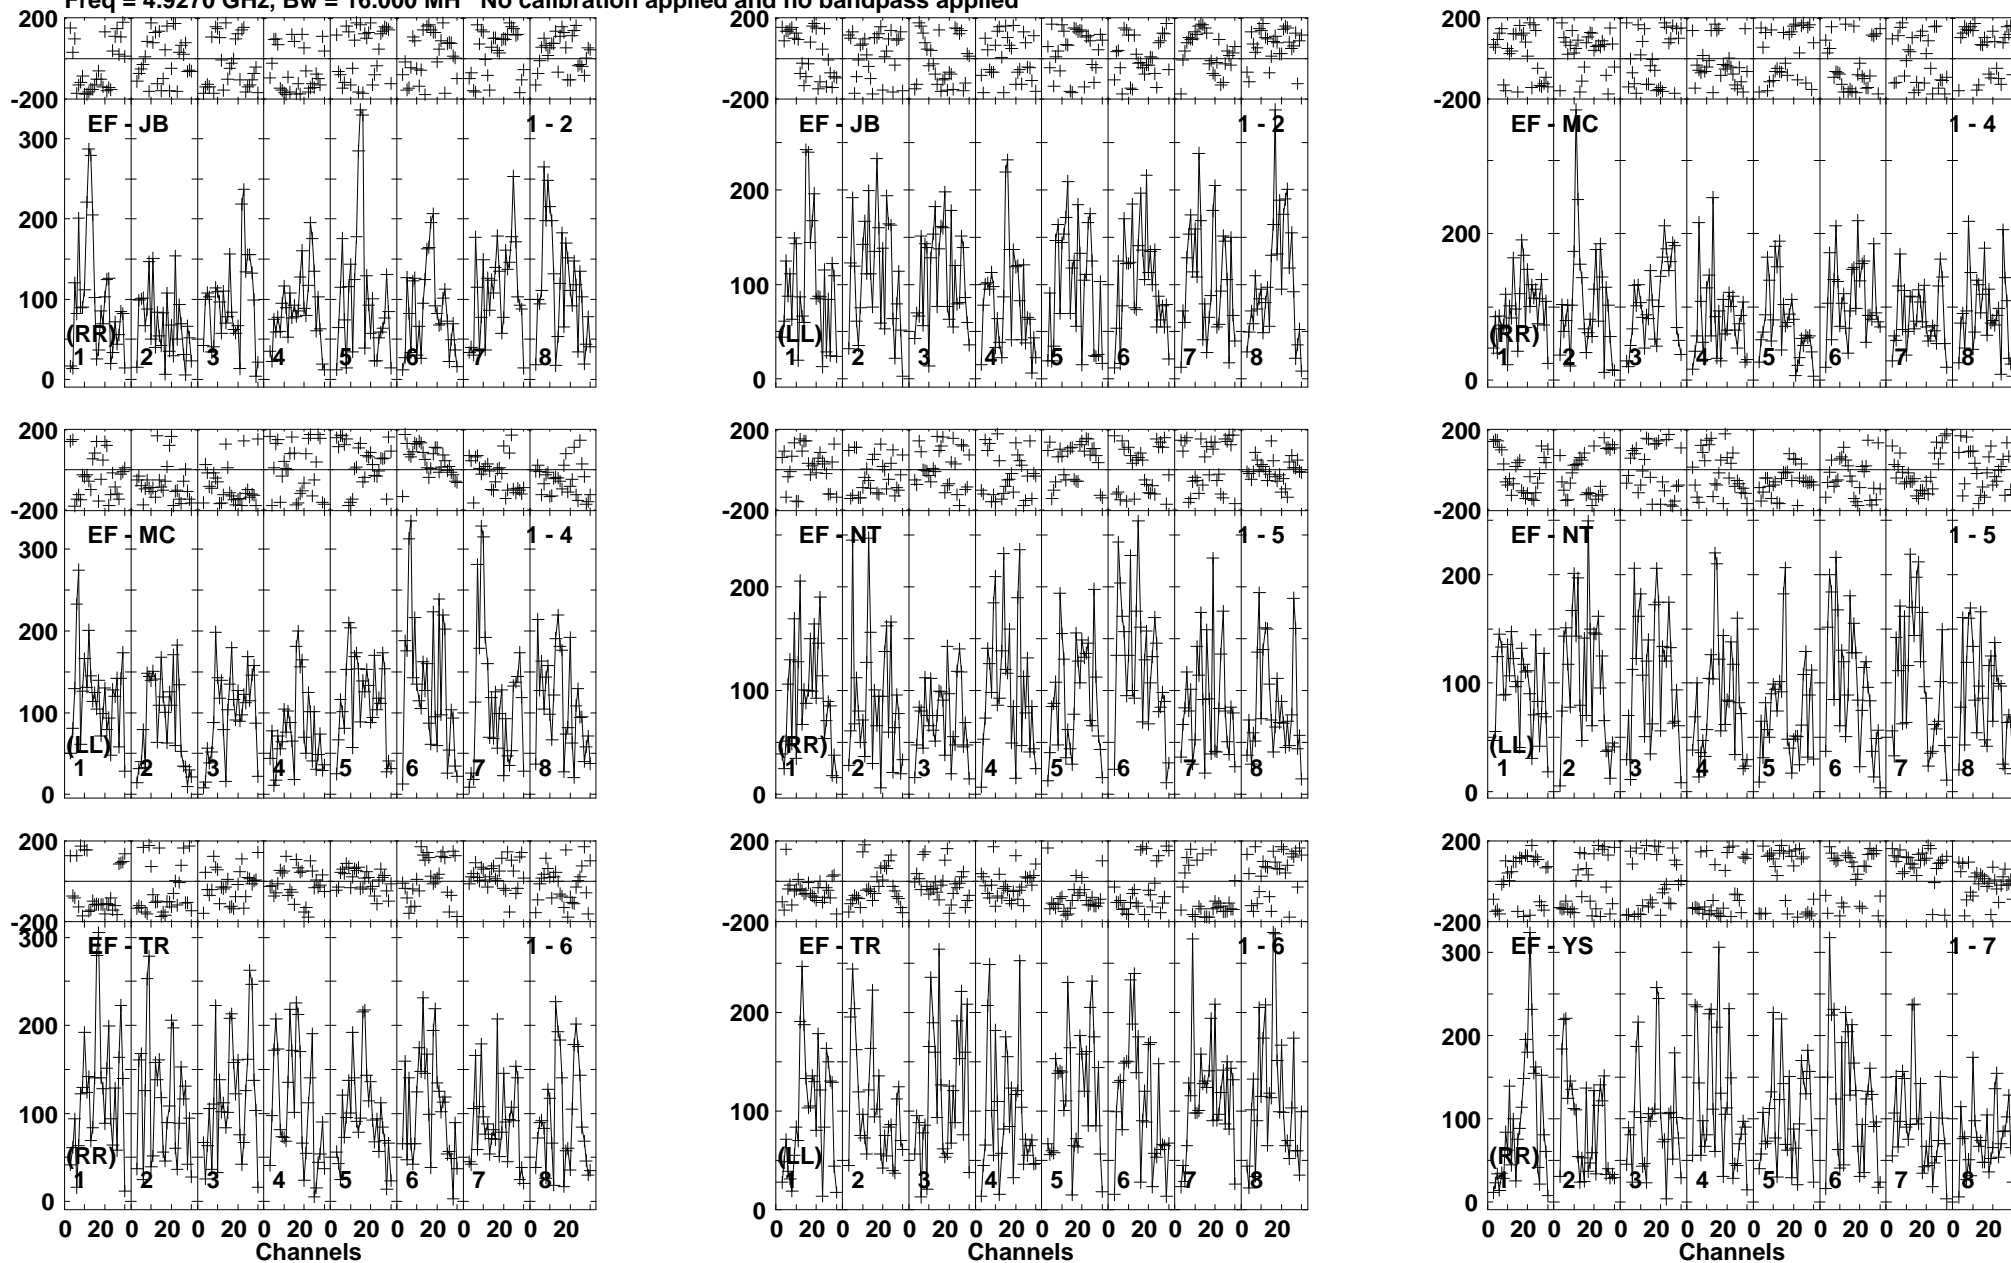 Freq = 4.9270 GHz, Bw = 16.000 MH No calibration applied and no bandpass applied
200 200 200
-200 -200 -200
EF - JB 1 - 2 EF - JB 1 - 2 EF - MC 1 - 4
300
200 200 200
100 100
(RR) (LL) (RR)
1 2 3 4 5 6 7 8 1 2 3 4 5 6 7 8 1 2 3 4 5 6 7 8
0 0 0
200 200 200
-200 -200 -200
EF - MC 1 - 4 EF - NT 1 - 5 EF - NT 1 - 5
300
200 200 200
100 100 100
(LL) (RR) (LL)
1 2 3 4 5 6 7 8 1 2 3 4 5 6 7 8 1 2 3 4 5 6 7 8
0 0 0
200 200 200
-200 -200 -200
300 EF - TR 1 - 6 EF - TR 1 - 6 EF - YS 1 - 7
300
200 200 200
100 100 100
(RR) (LL) (RR)
1 2 3 4 5 6 7 8 1 2 3 4 5 6 7 8 1 2 3 4 5 6 7 8
0 0 0
0 20 0 20 0 20 0 20 0 20 0 20 0 20 0 20 0 20 0 20 0 20 0 20 0 20 0 20 0 20 0 20 0 20 0 20 0 20 0 20 0 20 0 20 0 20 0 20
Channels Channels Channels